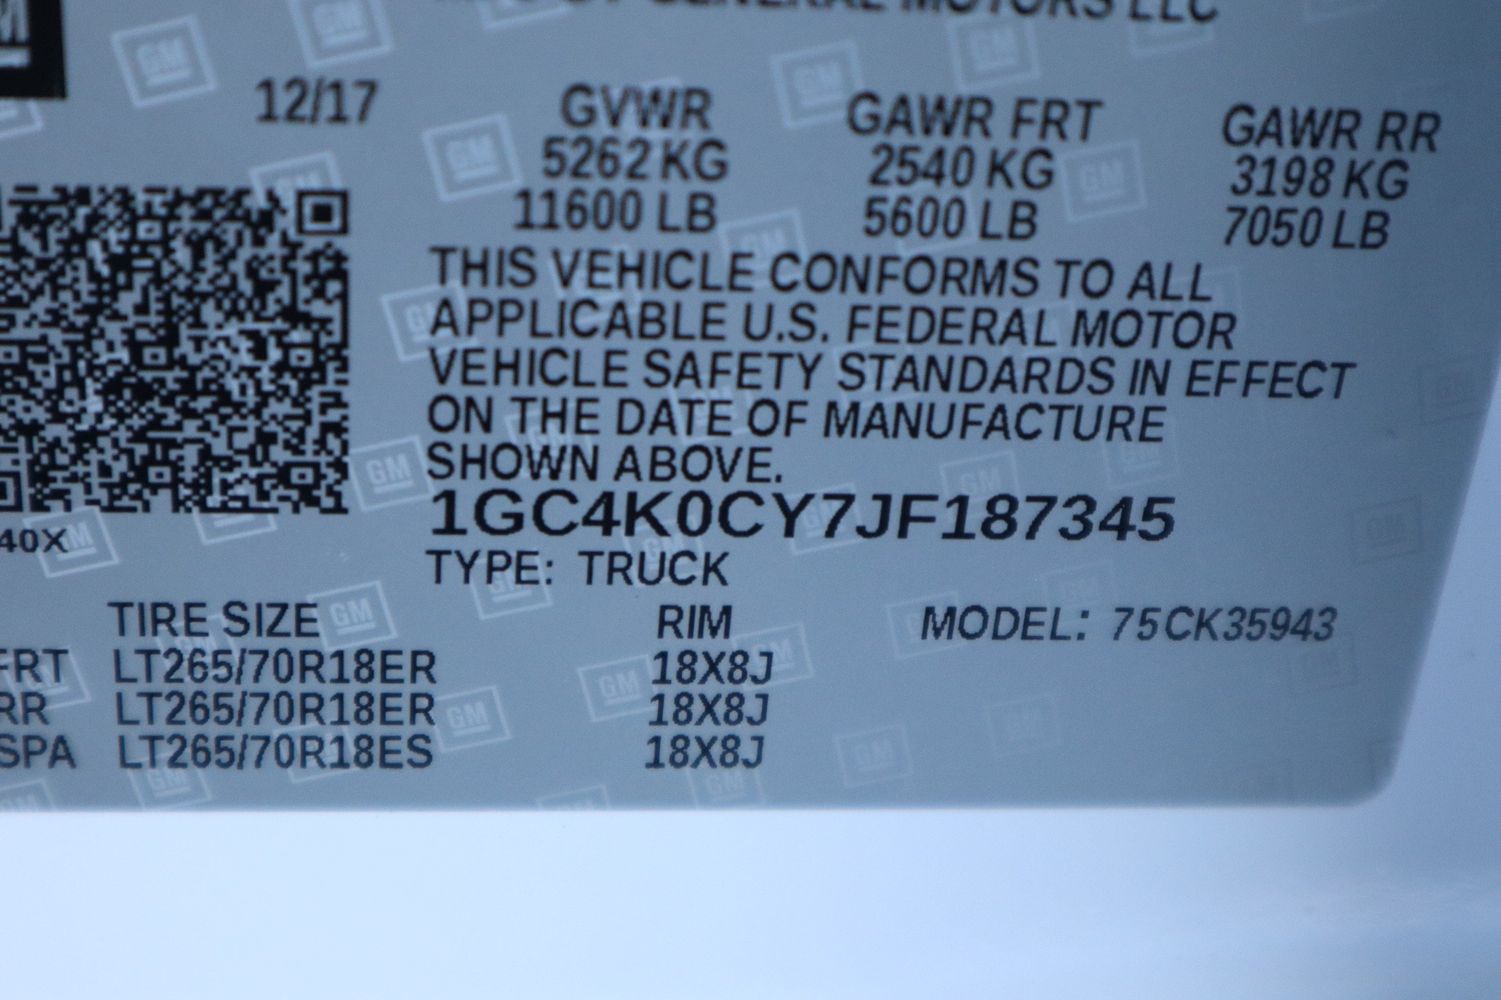 GENERAL MOTORS LLC
12/17 GVWR GAWR FRT GAWR RR
5262 KG 2540 KG 3198 KG
11600 LB 5600 LB 7050 LB
THIS VEHICLE CONFORMS TO ALL
APPLICABLE U.S. FEDERAL MOTOR
VEHICLE SAFETY STANDARDS IN EFFECT
ON THE DATE OF MANUFACTURE
SHOWN ABOVE.
1GC4K0CY7JF187345
40X
TYPE: TRUCK
TIRE SIZE RIM MODEL: 75CK35943
FRT LT265/70R18ER 18X8J
RR LT265/70R18ER 18X8J
SPA LT265/70R18ES 18X8J